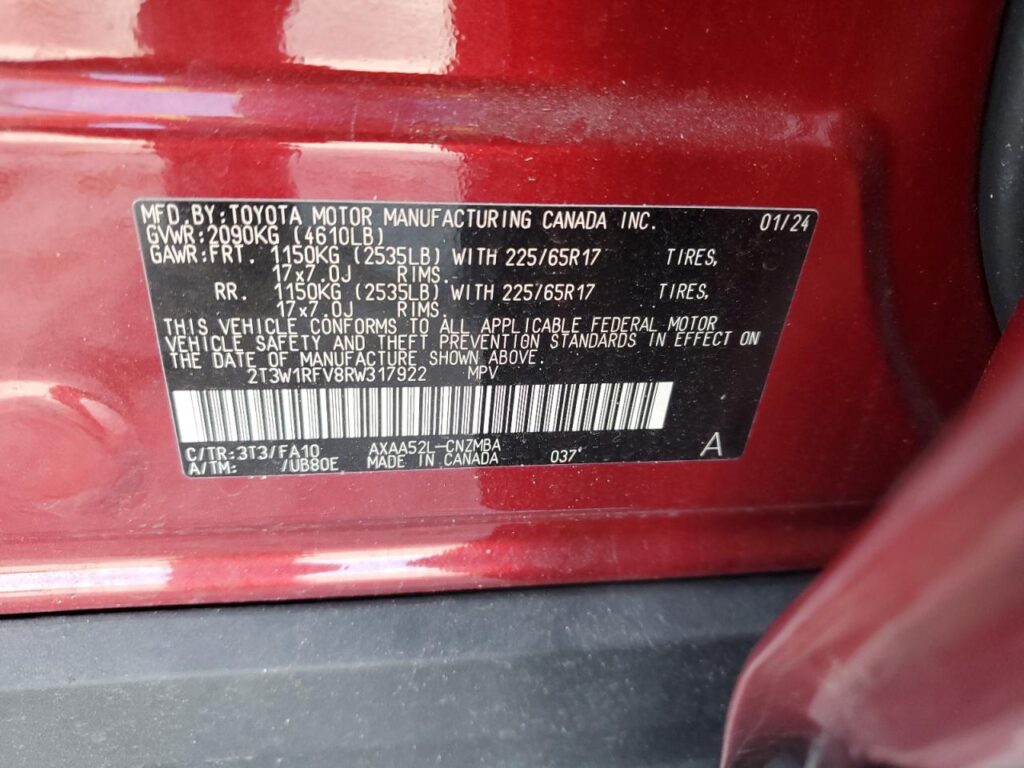 MFD. BY: TOYOTA MOTOR MANUFACTURING CANADA INC. 01/24
GVWR: 2090KG (4610LB)
GAWR: FRT. 1150KG (2535LB) WITH 225/65R17 TIRES,
17x7.0J RIMS.
RR. 1150KG (2535LB) WITH 225/65R17 TIRES,
17x7.0J RIMS.
THIS VEHICLE CONFORMS TO ALL APPLICABLE FEDERAL MOTOR
VEHICLE SAFETY AND THEFT PREVENTION STANDARDS IN EFFECT ON
THE DATE OF MANUFACTURE SHOWN ABOVE.
2T3W1RFV8RW317922 MPV
C/TR: 3T3/FA10 AXAA52L-CNZMBA
A/TM: /UB80E MADE IN CANADA 037' A